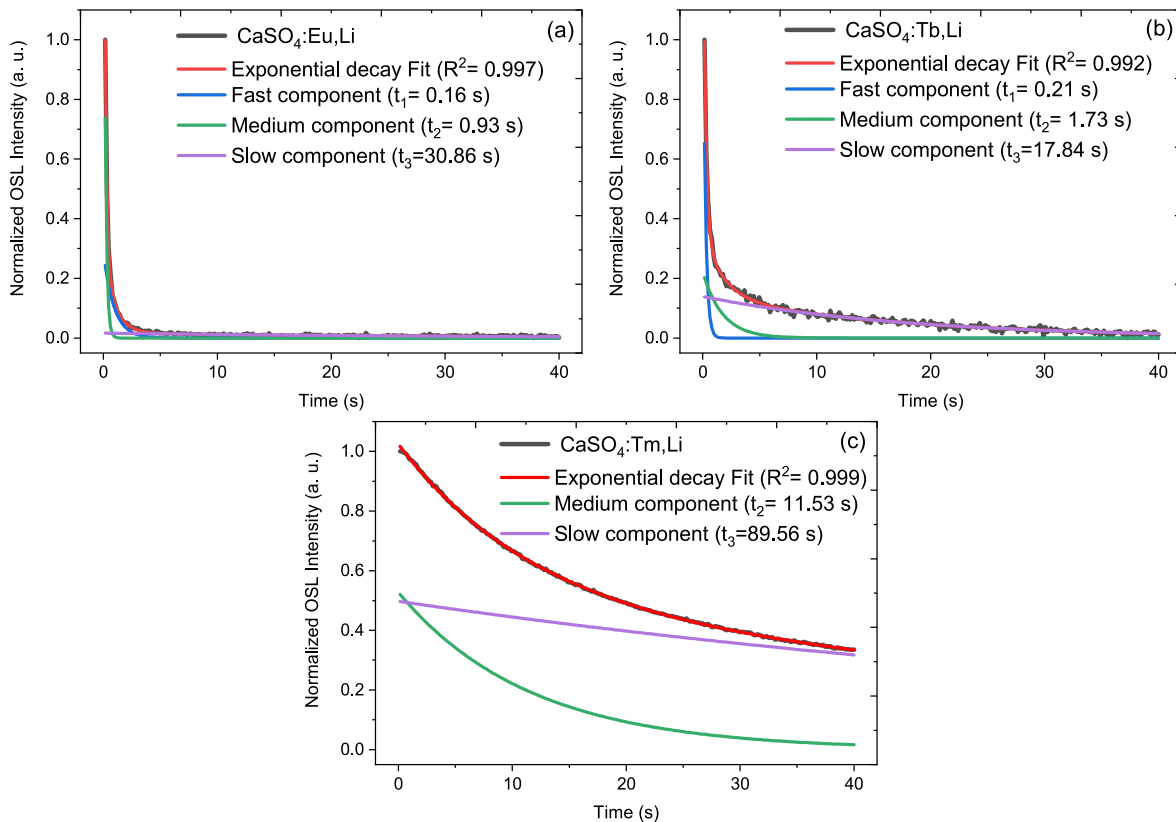 (a)
CaSO₄:Eu,Li
Exponential decay Fit (R²= 0.997)
Fast component (t₁= 0.16 s)
Medium component (t₂= 0.93 s)
Slow component (t₃=30.86 s)
Normalized OSL Intensity (a. u.)
1.0
0.8
0.6
0.4
0.2
0.0
0
10
20
30
40
Time (s)
(b)
CaSO₄:Tb,Li
Exponential decay Fit (R²= 0.992)
Fast component (t₁= 0.21 s)
Medium component (t₂= 1.73 s)
Slow component (t₃=17.84 s)
Normalized OSL Intensity (a. u.)
1.0
0.8
0.6
0.4
0.2
0.0
0
10
20
30
40
Time (s)
(c)
CaSO₄:Tm,Li
Exponential decay Fit (R²= 0.999)
Medium component (t₂= 11.53 s)
Slow component (t₃=89.56 s)
Normalized OSL Intensity (a. u.)
1.0
0.8
0.6
0.4
0.2
0.0
0
10
20
30
40
Time (s)